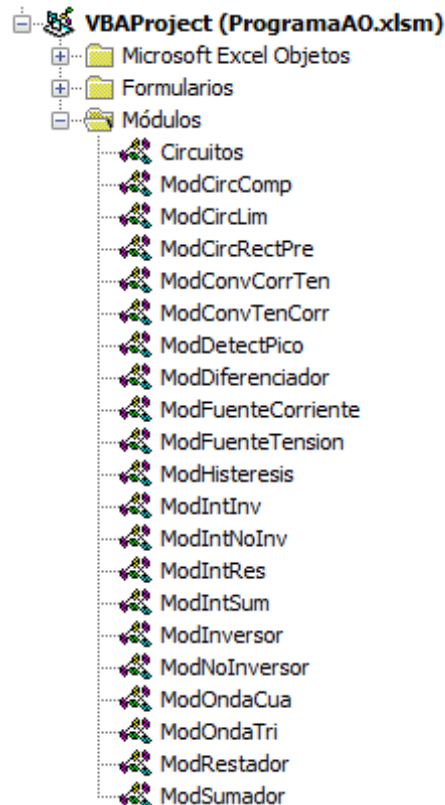 VBAProject (ProgramaAO.xlsm)
Microsoft Excel Objetos
Formularios
Módulos
Circuitos
ModCircComp
ModCircLim
ModCircRectPre
ModConvCorrTen
ModConvTenCorr
ModDetectPico
ModDiferenciador
ModFuenteCorriente
ModFuenteTension
ModHisteresis
ModIntInv
ModIntNoInv
ModIntRes
ModIntSum
ModInversor
ModNoInversor
ModOndaCua
ModOndaTri
ModRestador
ModSumador